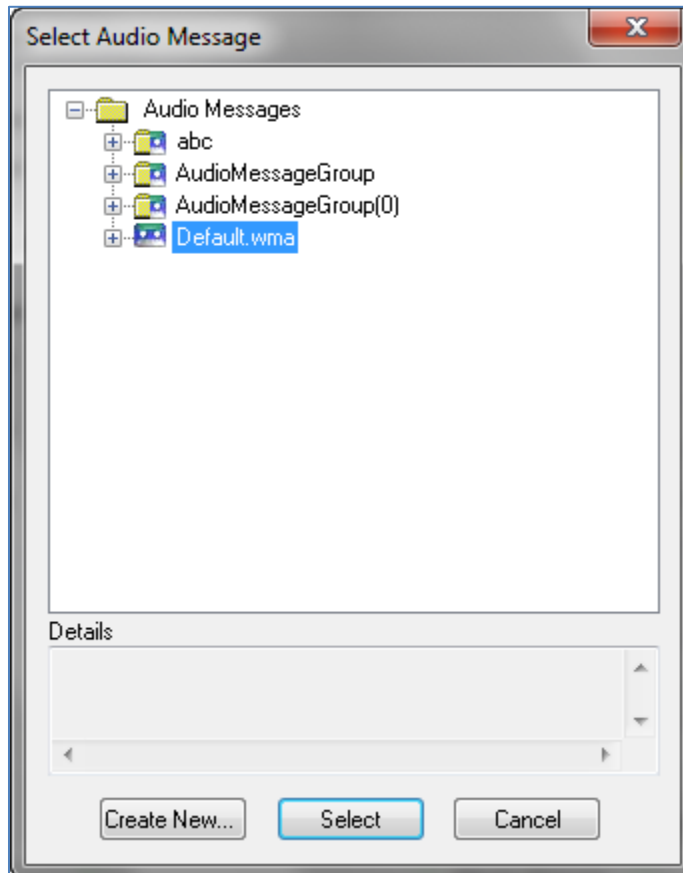 Select Audio Message
Audio Messages
abc
AudioMessageGroup
AudioMessageGroup(0)
Default.wma
Details
Create New... Select Cancel